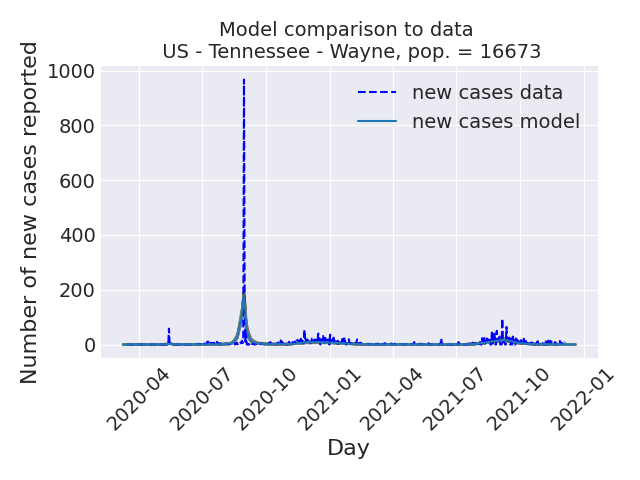 Model comparison to data
US - Tennessee - Wayne, pop. = 16673
new cases data
new cases model
Number of new cases reported
1000
800
600
400
200
0
2020-04
2020-07
2020-10
2021-01
2021-04
2021-07
2021-10
2022-01
Day